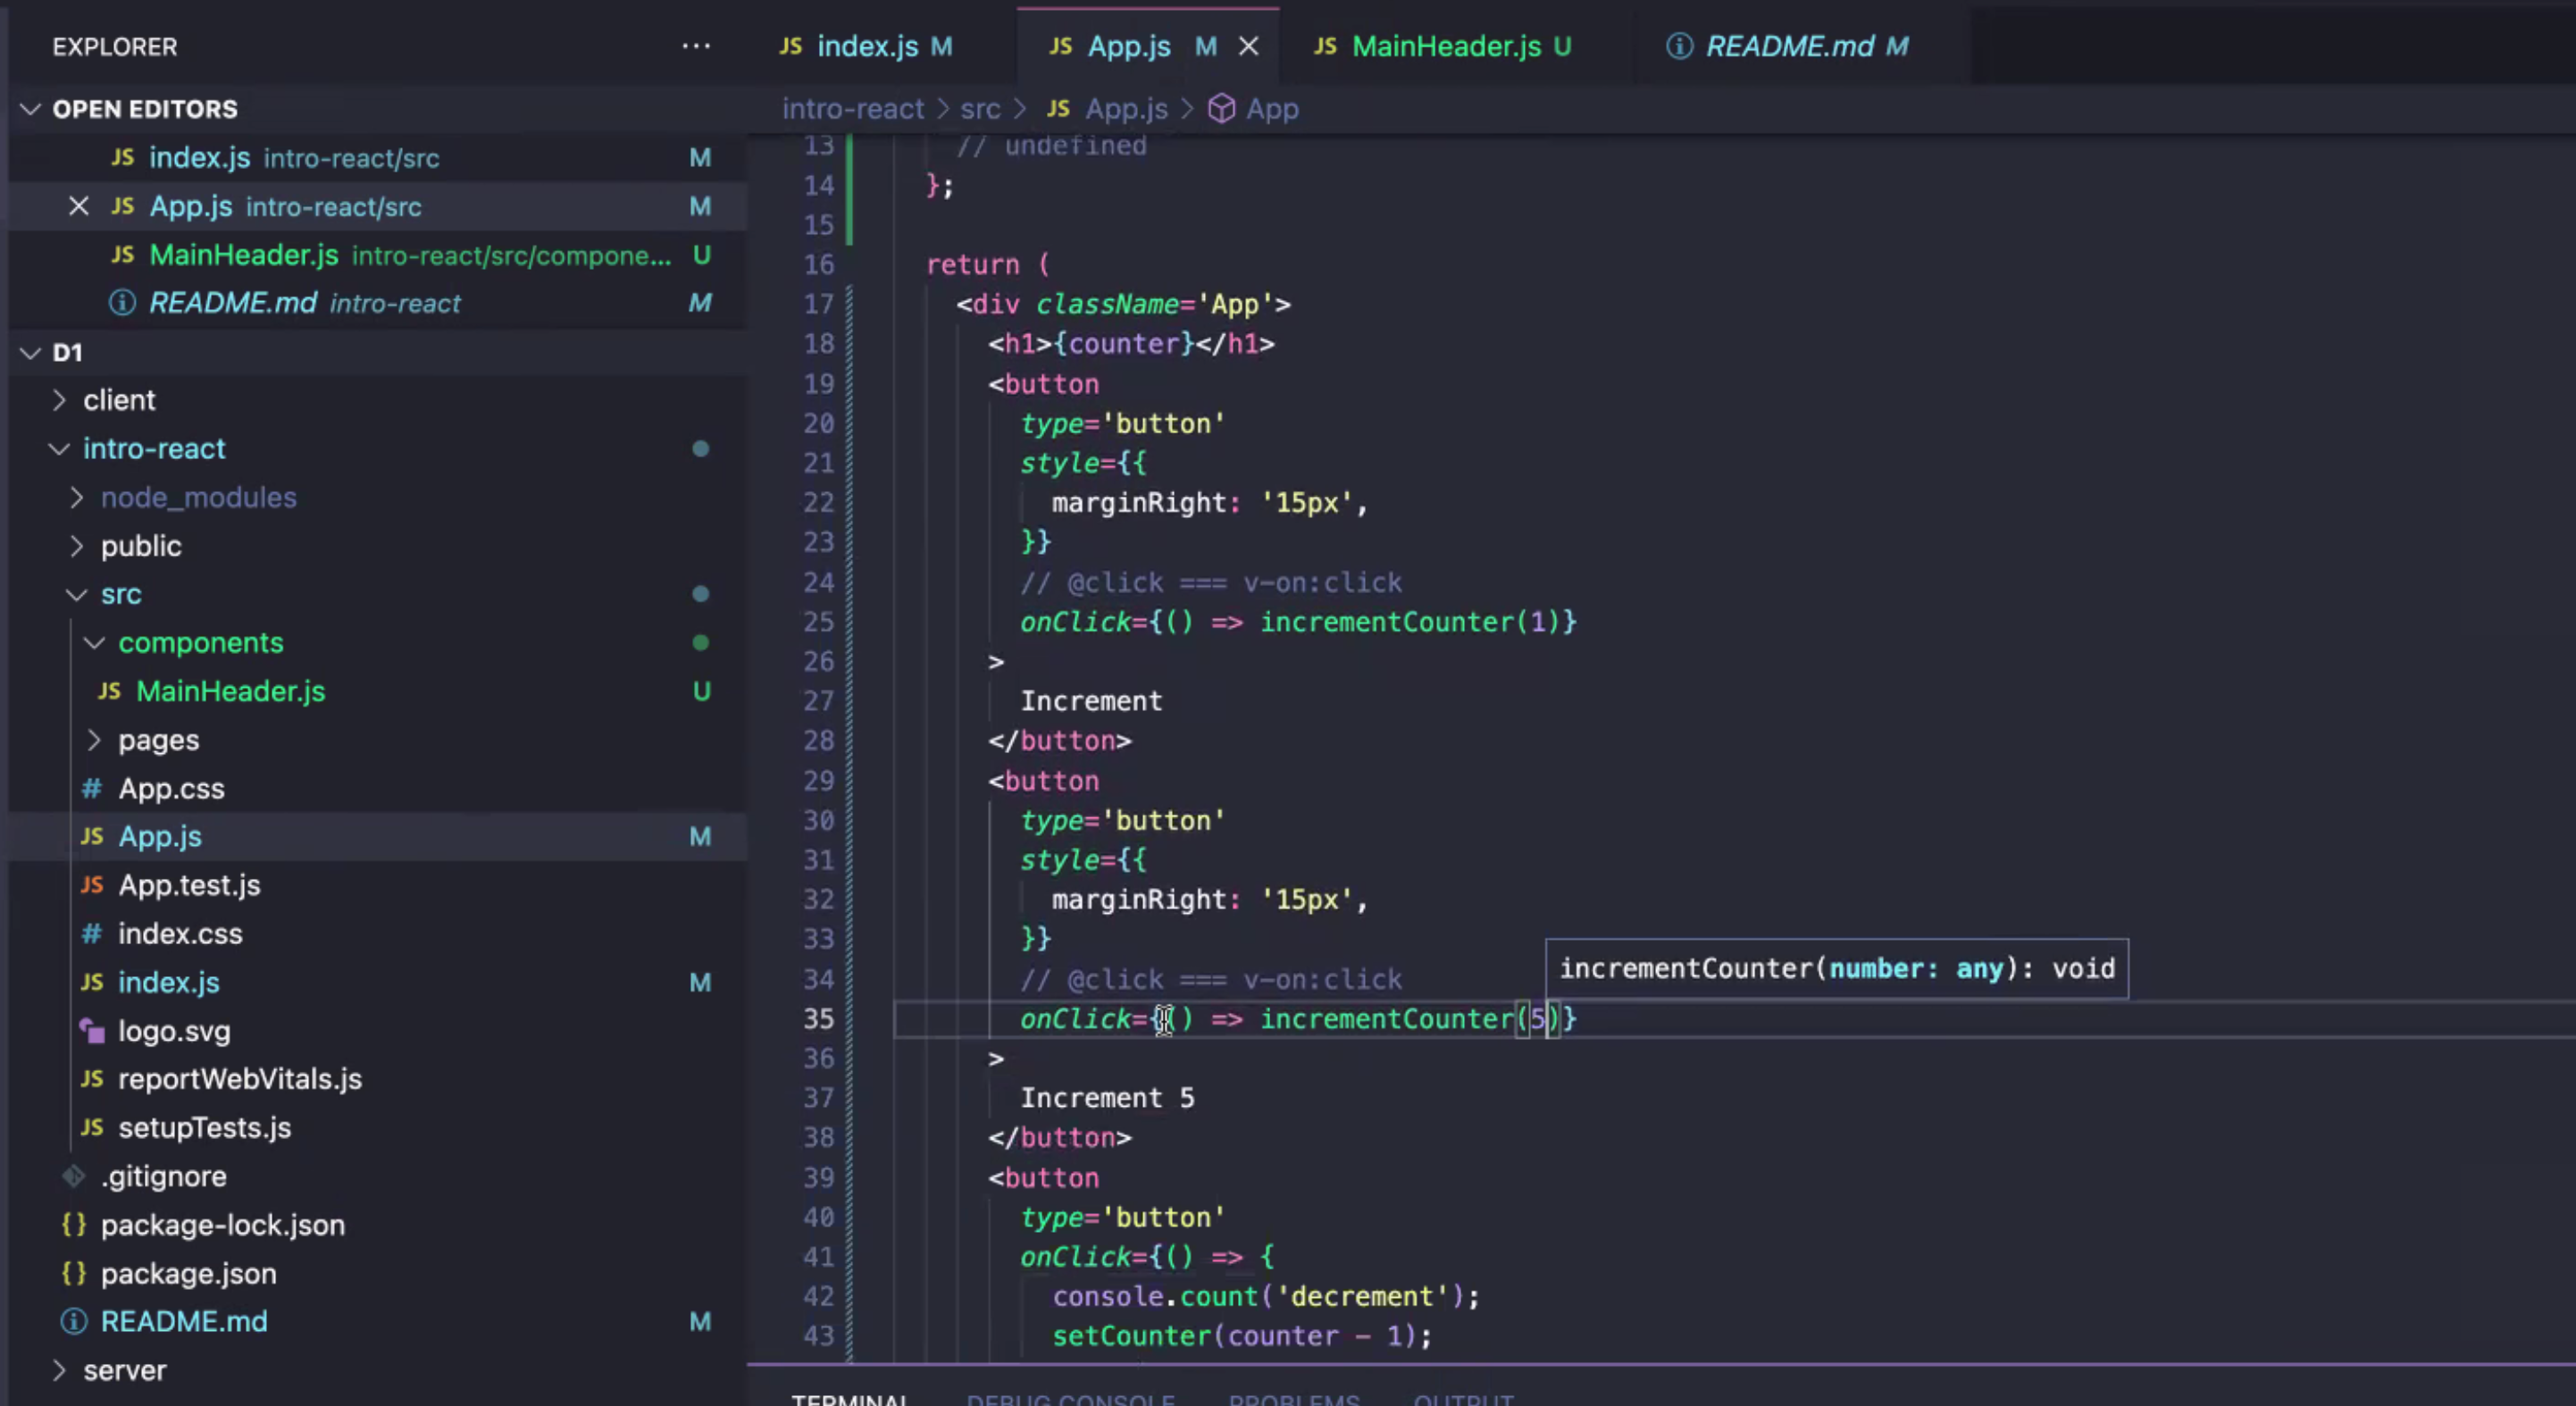 EXPLORER ...
OPEN EDITORS
JS index.js intro-react/src M
JS App.js intro-react/src M
JS MainHeader.js intro-react/src/compone... U
README.md intro-react M
D1
client
intro-react
node_modules
public
src
components
JS MainHeader.js U
pages
# App.css
JS App.js M
JS App.test.js
# index.css
JS index.js M
logo.svg
JS reportWebVitals.js
JS setupTests.js
.gitignore
{} package-lock.json
{} package.json
README.md M
server
JS index.js M
JS App.js M
JS MainHeader.js U
README.md M
intro-react > src > JS App.js > App
13 // undefined
14 };
15
16 return (
17 <div className='App'>
18 <h1>{counter}</h1>
19 <button
20 type='button'
21 style={{
22 marginRight: '15px',
23 }}
24 // @click === v-on:click
25 onClick={() => incrementCounter(1)}
26 >
27 Increment
28 </button>
29 <button
30 type='button'
31 style={{
32 marginRight: '15px',
33 }}
34 // @click === v-on:click
incrementCounter(number: any): void
35 onClick={() => incrementCounter(5)}
36 >
37 Increment 5
38 </button>
39 <button
40 type='button'
41 onClick={() => {
42 console.count('decrement');
43 setCounter(counter - 1);
TERMINAL DEBUG CONSOLE PROBLEMS OUTPUT